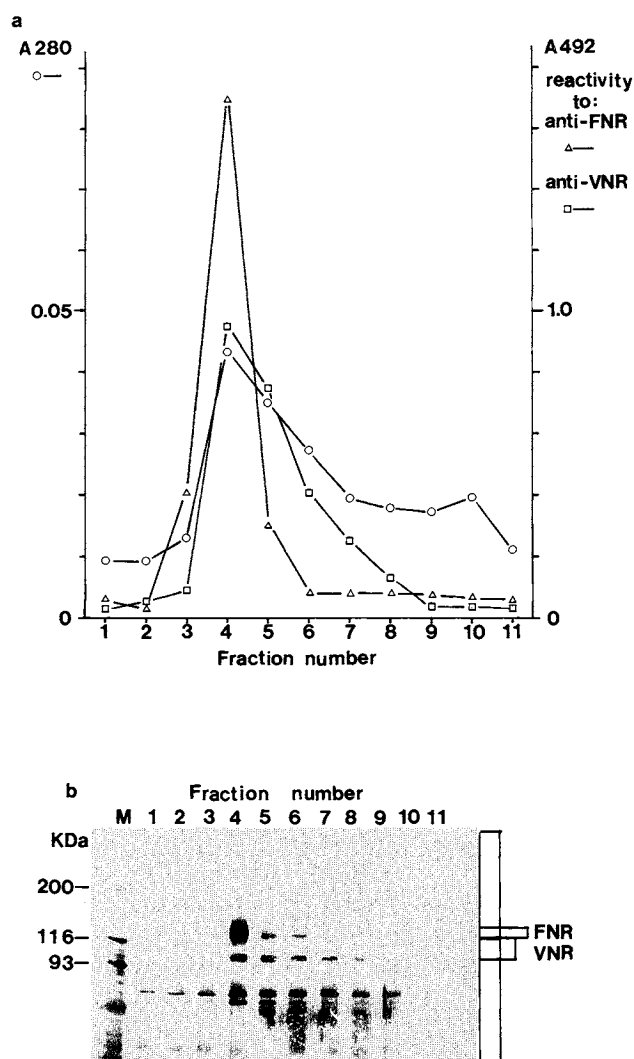 a
A280
A492
reactivity
to:
anti-FNR
anti-VNR
0.05
1.0
0
0
1 2 3 4 5 6 7 8 9 10 11
Fraction number
b
Fraction number
M 1 2 3 4 5 6 7 8 9 10 11
KDa
200
116
93
FNR
VNR